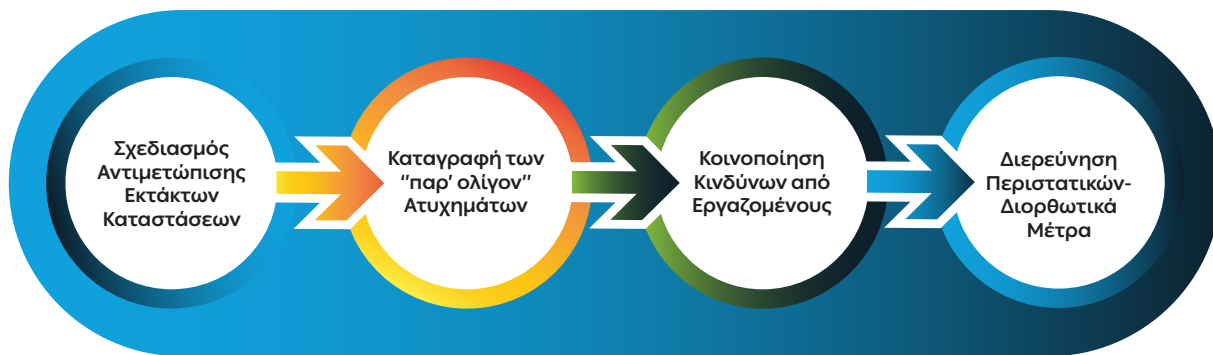 Σχεδιασμός
Αντιμετώπισης
Εκτάκτων
Καταστάσεων
Καταγραφή των
"παρ' ολίγον"
Ατυχημάτων
Κοινοποίηση
Κινδύνων από
Εργαζομένους
Διερεύνηση
Περιστατικών-
Διορθωτικά
Μέτρα